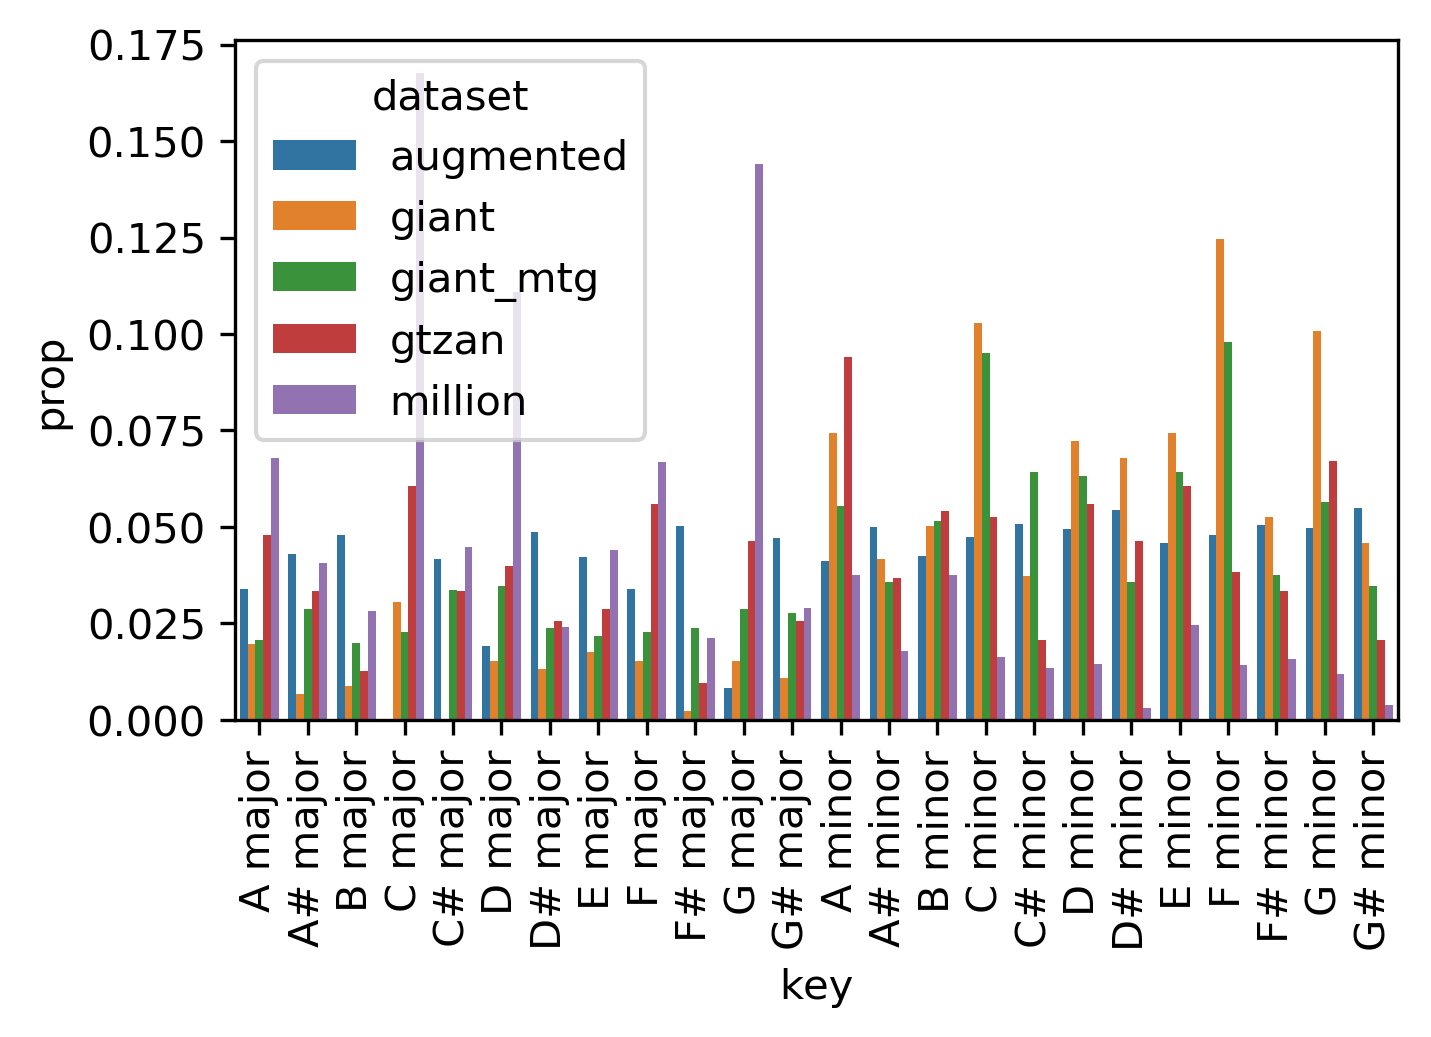 0.175
0.150
0.125
0.100
0.075
0.050
0.025
0.000
prop
dataset
augmented
giant
giant_mtg
gtzan
million
A major
A# major
B major
C major
C# major
D major
D# major
E major
F major
F# major
G major
G# major
A minor
A# minor
B minor
C minor
C# minor
D minor
D# minor
E minor
F minor
F# minor
G minor
G# minor
key